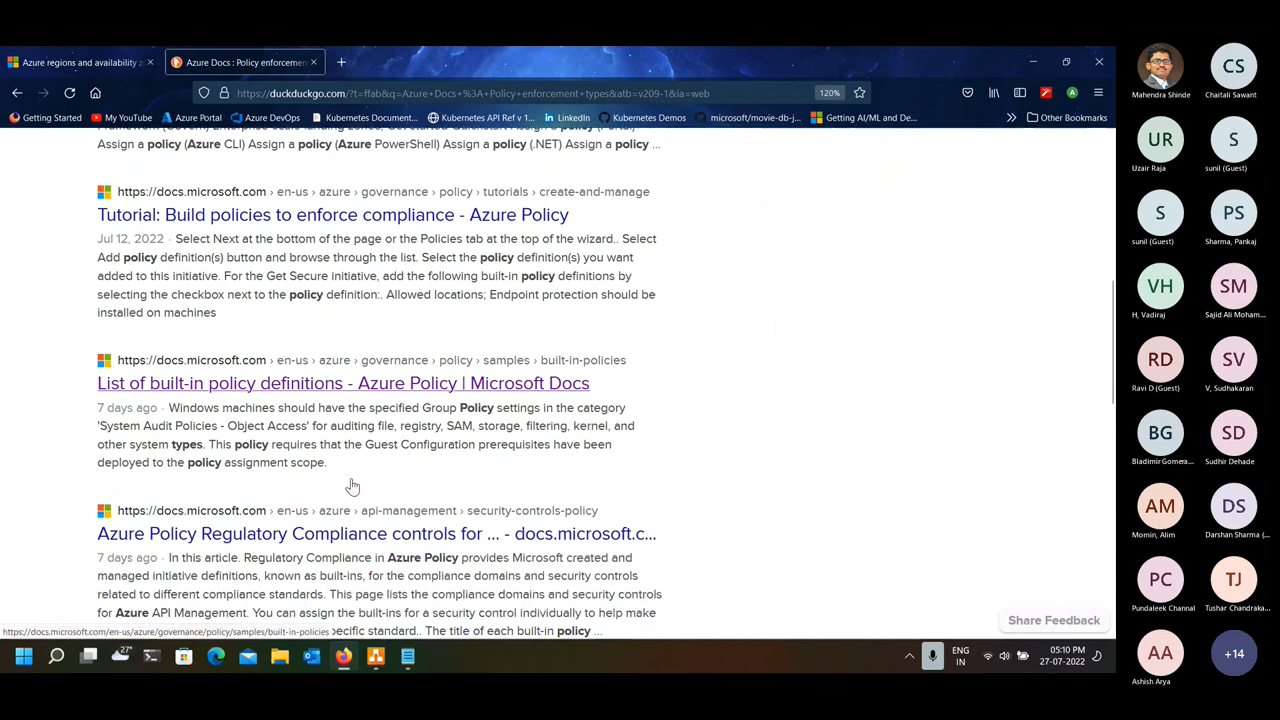 Azure regions and availability z
Azure Docs : Policy enforcement
https://duckduckgo.com/?t=ffab&q=Azure+Docs+%3A+Policy+enforcement+types&atb=v209-1&ia=web
120%
Getting Started
My YouTube
Azure Portal
Azure DevOps
Kubernetes Document...
Kubernetes API Ref v 1...
LinkedIn
Kubernetes Demos
microsoft/movie-db-j...
Getting AI/ML and De...
Other Bookmarks
Assign a policy (Azure CLI) Assign a policy (Azure PowerShell) Assign a policy (.NET) Assign a policy ...
https://docs.microsoft.com › en-us › azure › governance › policy › tutorials › create-and-manage
Tutorial: Build policies to enforce compliance - Azure Policy
Jul 12, 2022 · Select Next at the bottom of the page or the Policies tab at the top of the wizard.. Select
Add policy definition(s) button and browse through the list. Select the policy definition(s) you want
added to this initiative. For the Get Secure initiative, add the following built-in policy definitions by
selecting the checkbox next to the policy definition:. Allowed locations; Endpoint protection should be
installed on machines
https://docs.microsoft.com › en-us › azure › governance › policy › samples › built-in-policies
List of built-in policy definitions - Azure Policy | Microsoft Docs
7 days ago · Windows machines should have the specified Group Policy settings in the category
'System Audit Policies - Object Access' for auditing file, registry, SAM, storage, filtering, kernel, and
other system types. This policy requires that the Guest Configuration prerequisites have been
deployed to the policy assignment scope.
https://docs.microsoft.com › en-us › azure › api-management › security-controls-policy
Azure Policy Regulatory Compliance controls for ... - docs.microsoft.c...
7 days ago · In this article. Regulatory Compliance in Azure Policy provides Microsoft created and
managed initiative definitions, known as built-ins, for the compliance domains and security controls
related to different compliance standards. This page lists the compliance domains and security controls
for Azure API Management. You can assign the built-ins for a security control individually to help make
https://docs.microsoft.com/en-us/azure/governance/policy/samples/built-in-policies
pecific standard.. The title of each built-in policy ...
Share Feedback
27°
ENG
IN
05:10 PM
27-07-2022
Mahendra Shinde
CS
Chaitali Sawant
UR
Uzair Raja
S
sunil (Guest)
S
sunil (Guest)
PS
Sharma, Pankaj
VH
H, Vadiraj
SM
Sajid Ali Moham...
RD
Ravi D (Guest)
SV
V, Sudhakaran
BG
Bladimir Gomera...
SD
Sudhir Dehade
AM
Momin, Alim
DS
Darshan Sharma (...
PC
Pundaleek Channal
TJ
Tushar Chandraka...
AA
Ashish Arya
+14